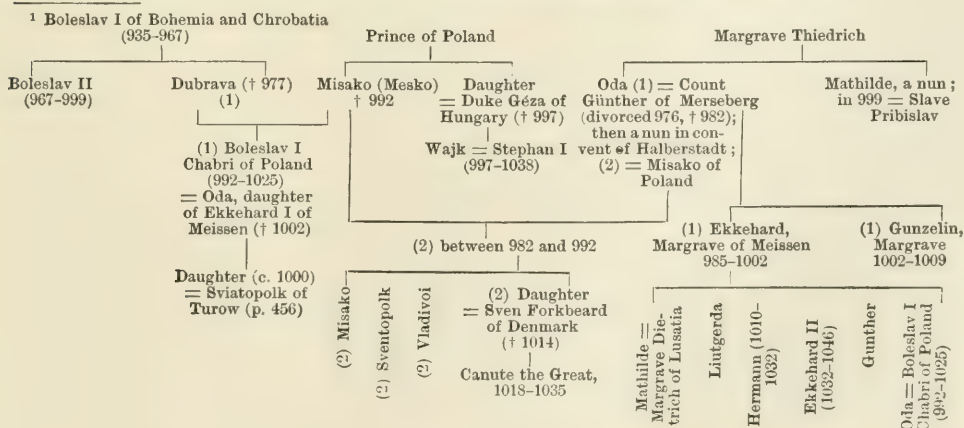 ¹ Boleslav I of Bohemia and Chrobatia
(935–967)
Prince of Poland
Margrave Thiedrich
Boleslav II
(967–999)
Dubrava († 977)
(1)
Misako (Mesko)
† 992
Daughter
= Duke Géza of
Hungary († 997)
Wajk = Stephan I
(997–1038)
Oda (1) = Count
Günther of Merseberg
(divorced 976, † 982);
then a nun in con-
vent of Halberstadt;
(2) = Misako of
Poland
Mathilde, a nun;
in 999 = Slave
Pribislav
(1) Boleslav I
Chabri of Poland
(992–1025)
= Oda, daughter
of Ekkehard I of
Meissen († 1002)
Daughter (c. 1000)
= Sviatopolk of
Turow (p. 456)
(2) between 982 and 992
(1) Ekkehard,
Margrave of Meissen
985–1002
(1) Gunzelin,
Margrave
1002–1009
(2) Misako
(2) Sventopolk
(2) Vladivoi
(2) Daughter
= Sven Forkbeard
of Denmark
(† 1014)
Canute the Great,
1018–1035
Mathilde =
Margrave Die-
trich of Lusatia
Liutgerda
Hermann (1010–
1032)
Ekkehard II
(1032–1046)
Gunther
Oda = Boleslav I
Chabri of Poland
(992–1025)